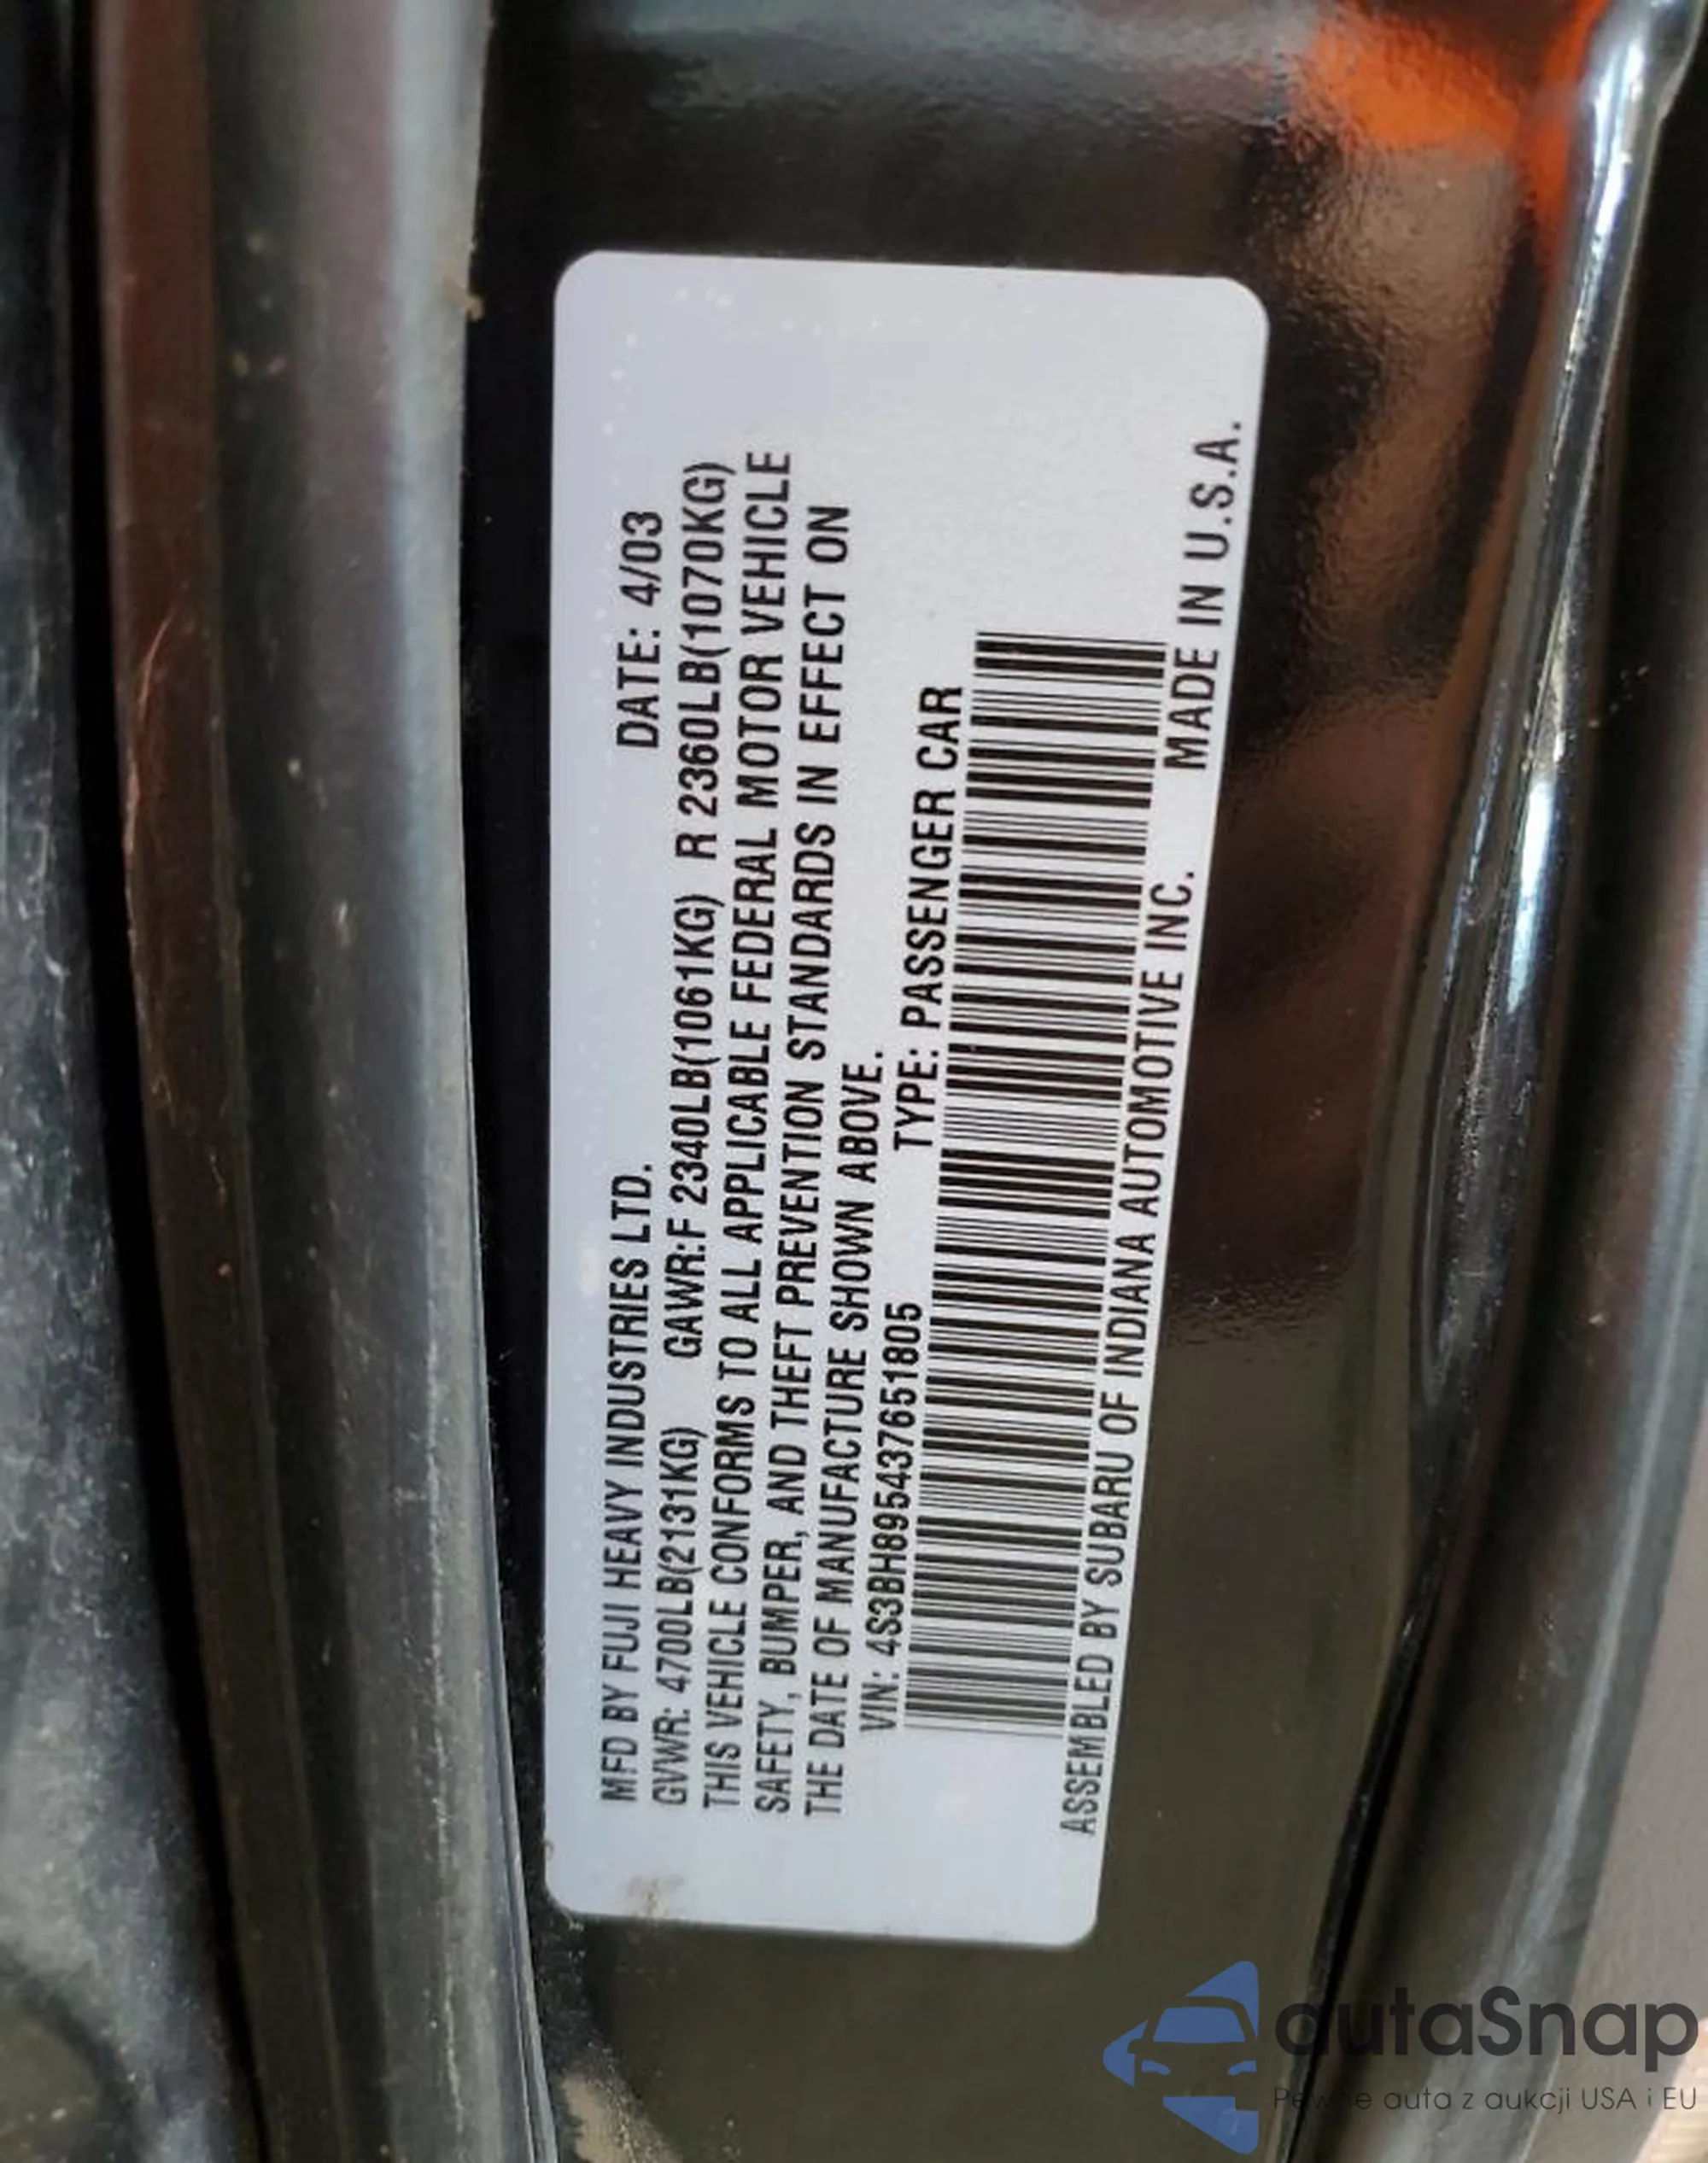 MFD BY FUJI HEAVY INDUSTRIES LTD. DATE: 4/03
GVWR: 4700LB(2131KG) GAWR:F 2340LB(1061KG) R 2360LB(1070KG)
THIS VEHICLE CONFORMS TO ALL APPLICABLE FEDERAL MOTOR VEHICLE
SAFETY, BUMPER, AND THEFT PREVENTION STANDARDS IN EFFECT ON
THE DATE OF MANUFACTURE SHOWN ABOVE.
VIN: 4S3BH895437651805 TYPE: PASSENGER CAR
ASSEMBLED BY SUBARU OF INDIANA AUTOMOTIVE INC. MADE IN U.S.A.
autaSnap
Pewne auta z aukcji USA i EU